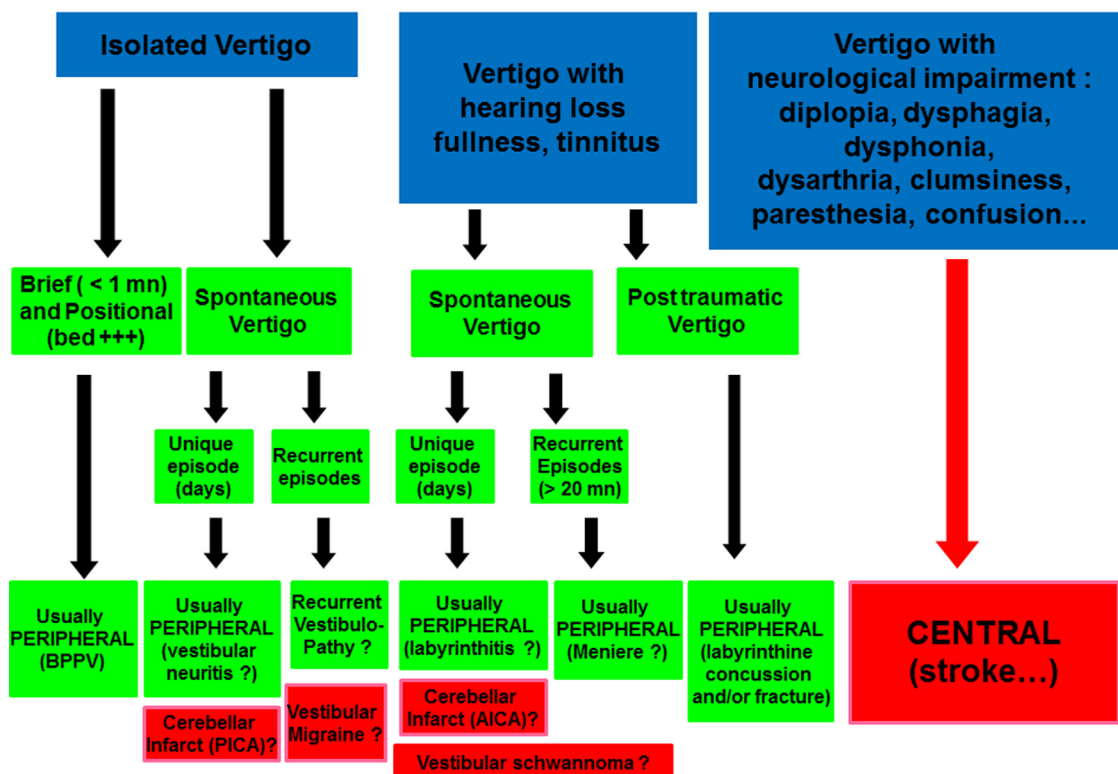 Isolated Vertigo
Vertigo with
hearing loss
fullness, tinnitus
Vertigo with
neurological impairment :
diplopia, dysphagia,
dysphonia,
dysarthria, clumsiness,
paresthesia, confusion...
Brief ( < 1 mn)
and Positional
(bed +++)
Spontaneous
Vertigo
Spontaneous
Vertigo
Post traumatic
Vertigo
Unique
episode
(days)
Recurrent
episodes
Unique
episode
(days)
Recurrent
Episodes
(> 20 mn)
Usually
PERIPHERAL
(BPPV)
Usually
PERIPHERAL
(vestibular
neuritis ?)
Recurrent
Vestibulo-
Pathy ?
Usually
PERIPHERAL
(labyrinthitis ?)
Usually
PERIPHERAL
(Meniere ?)
Usually
PERIPHERAL
(labyrinthine
concussion
and/or fracture)
CENTRAL
(stroke...)
Cerebellar
Infarct (PICA)?
Vestibular
Migraine ?
Cerebellar
Infarct (AICA)?
Vestibular schwannoma ?